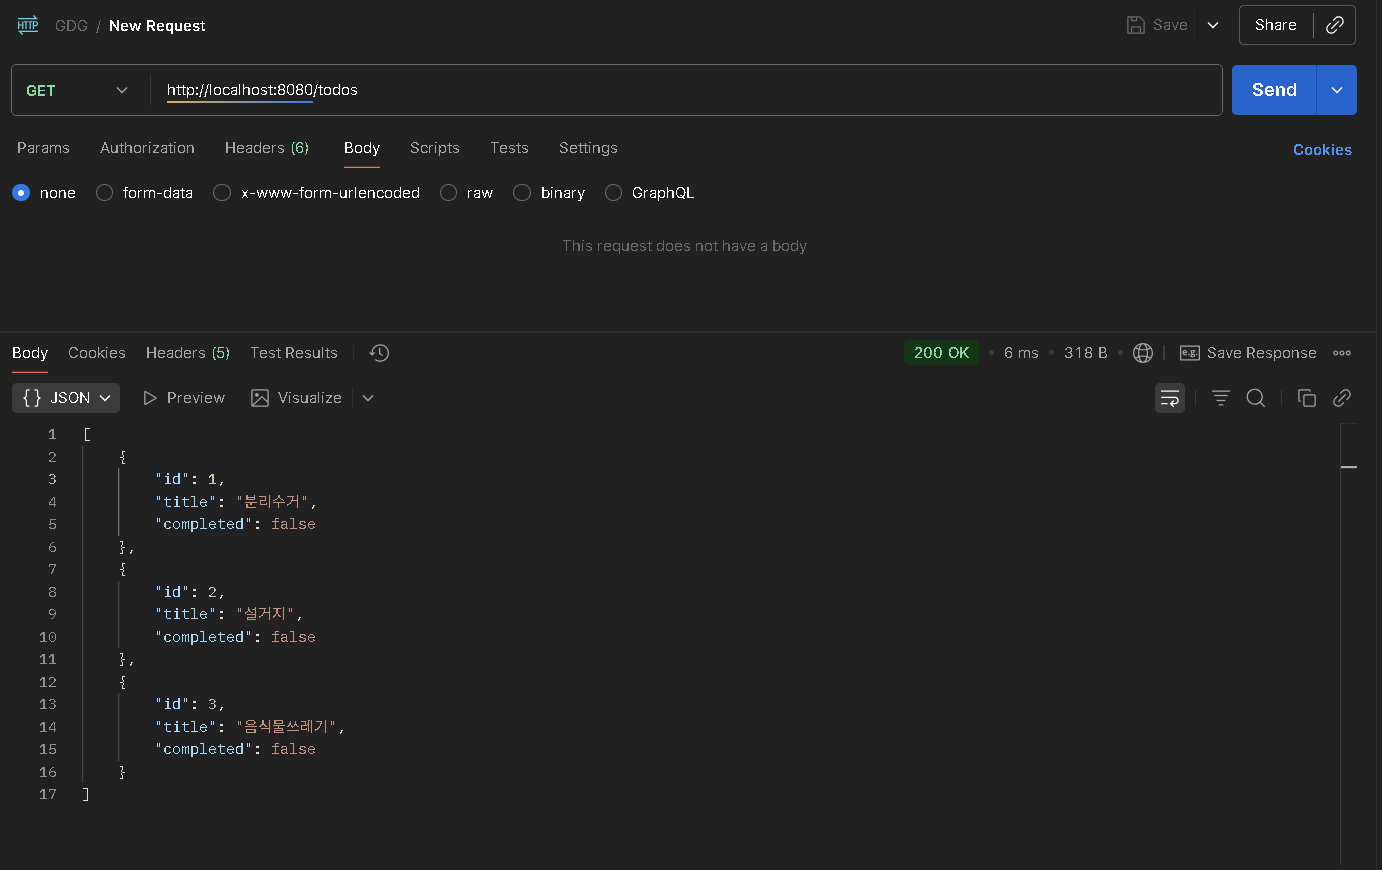 HTTP GDG / New Request Save Share
GET http://localhost:8080/todos Send
Params Authorization Headers (6) Body Scripts Tests Settings Cookies
none form-data x-www-form-urlencoded raw binary GraphQL
This request does not have a body
Body Cookies Headers (5) Test Results 200 OK • 6 ms • 318 B • e.g. Save Response
{} JSON Preview Visualize
1 [
2 {
3 "id": 1,
4 "title": "분리수거",
5 "completed": false
6 },
7 {
8 "id": 2,
9 "title": "설거지",
10 "completed": false
11 },
12 {
13 "id": 3,
14 "title": "음식물쓰레기",
15 "completed": false
16 }
17 ]